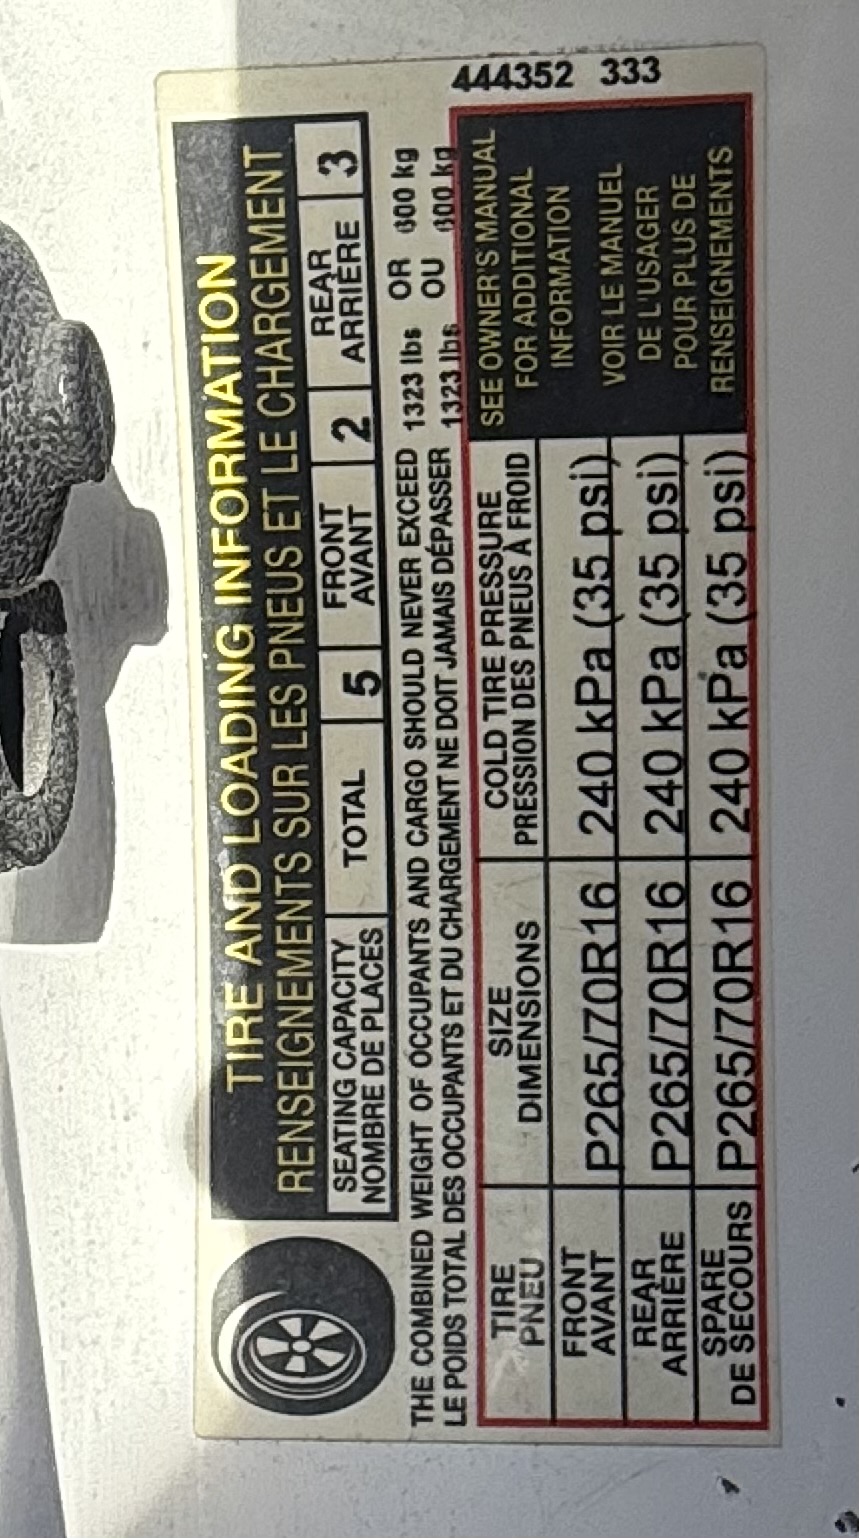 444352 333
TIRE AND LOADING INFORMATION
RENSEIGNEMENTS SUR LES PNEUS ET LE CHARGEMENT
SEATING CAPACITY
NOMBRE DE PLACES
TOTAL
5
FRONT
AVANT
2
REAR
ARRIÈRE
3
THE COMBINED WEIGHT OF OCCUPANTS AND CARGO SHOULD NEVER EXCEED 1323 lbs OR 600 kg
LE POIDS TOTAL DES OCCUPANTS ET DU CHARGEMENT NE DOIT JAMAIS DÉPASSER 1323 lbs OU 600 kg
TIRE
PNEU
SIZE
DIMENSIONS
COLD TIRE PRESSURE
PRESSION DES PNEUS À FROID
FRONT
AVANT
P265/70R16
240 kPa (35 psi)
REAR
ARRIÈRE
P265/70R16
240 kPa (35 psi)
SPARE
DE SECOURS
P265/70R16
240 kPa (35 psi)
SEE OWNER'S MANUAL
FOR ADDITIONAL
INFORMATION
VOIR LE MANUEL
DE L'USAGER
POUR PLUS DE
RENSEIGNEMENTS